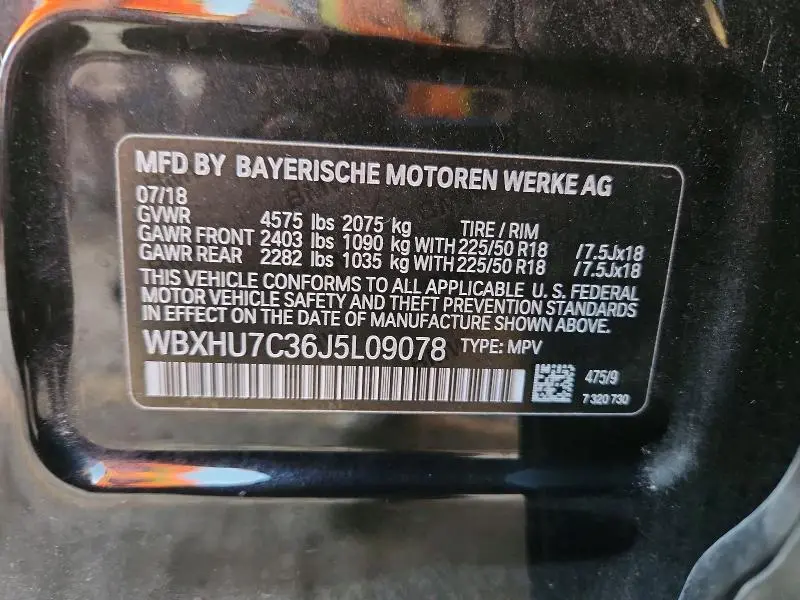 MFD BY BAYERISCHE MOTOREN WERKE AG
07/18
GVWR 4575 lbs 2075 kg TIRE / RIM
GAWR FRONT 2403 lbs 1090 kg WITH 225/50 R18 /7.5Jx18
GAWR REAR 2282 lbs 1035 kg WITH 225/50 R18 /7.5Jx18
THIS VEHICLE CONFORMS TO ALL APPLICABLE U. S. FEDERAL
MOTOR VEHICLE SAFETY AND THEFT PREVENTION STANDARDS
IN EFFECT ON THE DATE OF MANUFACTURE SHOWN ABOVE.
WBXHU7C36J5L09078 TYPE: MPV
475/9
7 320 730